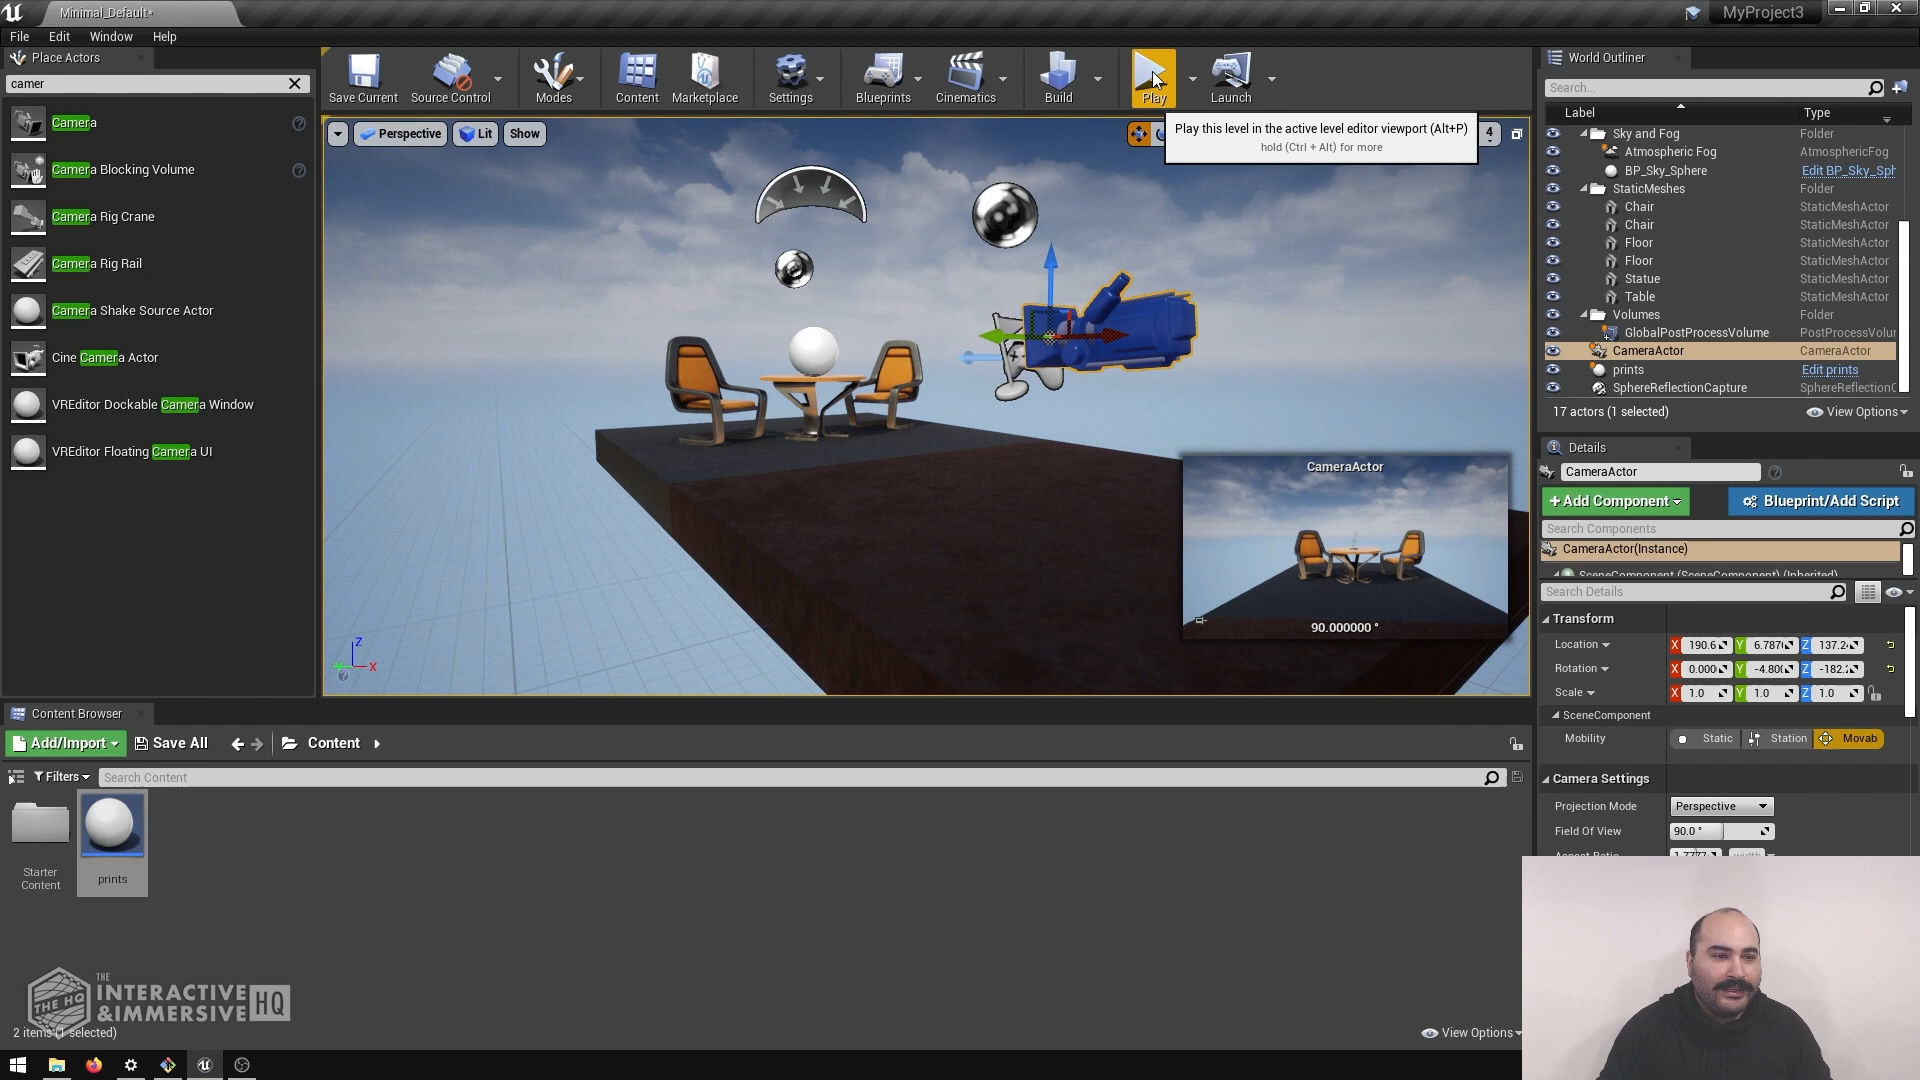 Minimal_Default*
MyProject3
File Edit Window Help
Place Actors
camer
Camera
Camera Blocking Volume
Camera Rig Crane
Camera Rig Rail
Camera Shake Source Actor
Cine Camera Actor
VREditor Dockable Camera Window
VREditor Floating Camera UI
Save Current
Source Control
Modes
Content
Marketplace
Settings
Blueprints
Cinematics
Build
Play
Launch
Play this level in the active level editor viewport (Alt+P)
hold (Ctrl + Alt) for more
Perspective
Lit
Show
4
CameraActor
90.000000 °
Z
X
World Outliner
Search...
Label Type
Sky and Fog Folder
Atmospheric Fog AtmosphericFog
BP_Sky_Sphere Edit BP_Sky_Sph
StaticMeshes Folder
Chair StaticMeshActor
Chair StaticMeshActor
Floor StaticMeshActor
Floor StaticMeshActor
Statue StaticMeshActor
Table StaticMeshActor
Volumes Folder
GlobalPostProcessVolume PostProcessVolu
CameraActor CameraActor
prints Edit prints
SphereReflectionCapture SphereReflectionC
17 actors (1 selected)
View Options
Details
CameraActor
+Add Component
Blueprint/Add Script
Search Components
CameraActor(Instance)
SceneComponent (SceneComponent) (Inherited)
Search Details
Transform
Location X 190.6 Y 6.787 Z 137.2
Rotation X 0.000 Y -4.800 Z -182.2
Scale X 1.0 Y 1.0 Z 1.0
SceneComponent
Mobility Static Station Movab
Camera Settings
Projection Mode Perspective
Field Of View 90.0 °
Content Browser
Add/Import
Save All
Content
Filters
Search Content
Starter
Content
prints
THE
INTERACTIVE
& IMMERSIVE
HQ
THE HQ
2 items (1 selected)
View Options